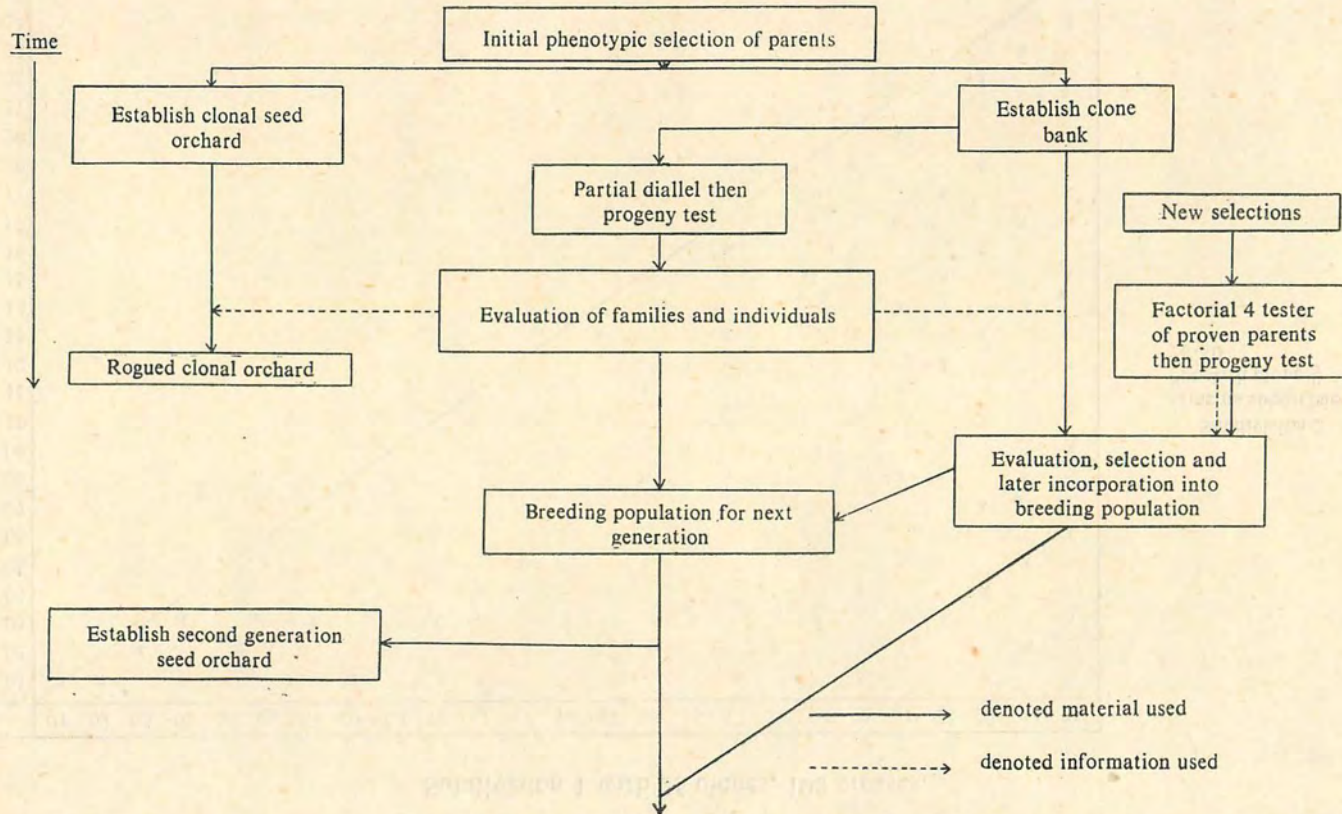 Time
Initial phenotypic selection of parents
Establish clonal seed
orchard
Establish clone
bank
Partial diallel then
progeny test
New selections
Evaluation of families and individuals
Factorial 4 tester
of proven parents
then progeny test
Rogued clonal orchard
Evaluation, selection and
later incorporation into
breeding population
Breeding population for next
generation
Establish second generation
seed orchard
denoted material used
denoted information used